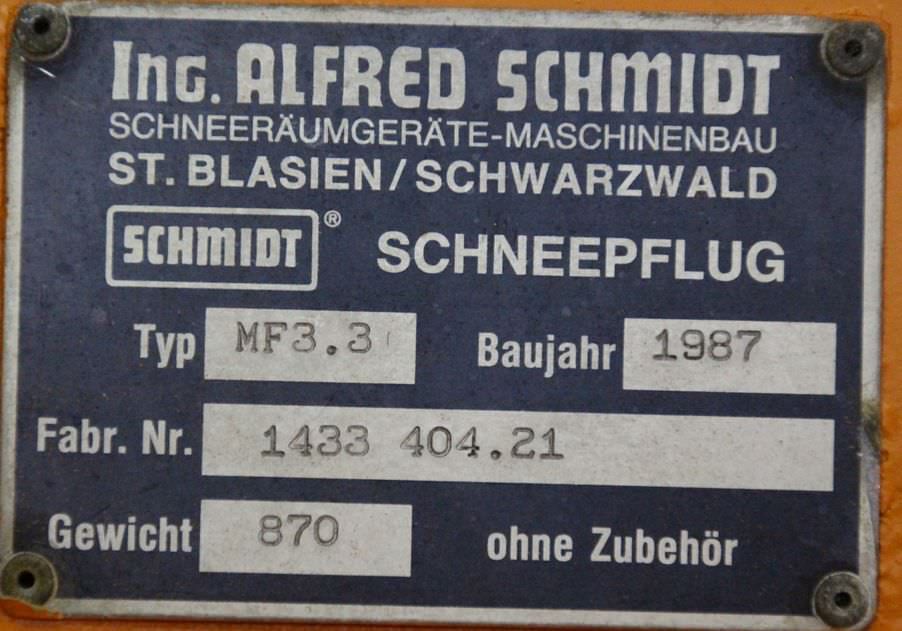 Ing. ALFRED SCHMIDT
SCHNEERÄUMGERÄTE-MASCHINENBAU
ST. BLASIEN/SCHWARZWALD
SCHMIDT® SCHNEEPFLUG
Typ MF3.3 Baujahr 1987
Fabr. Nr. 1433 404.21
Gewicht 870 ohne Zubehör